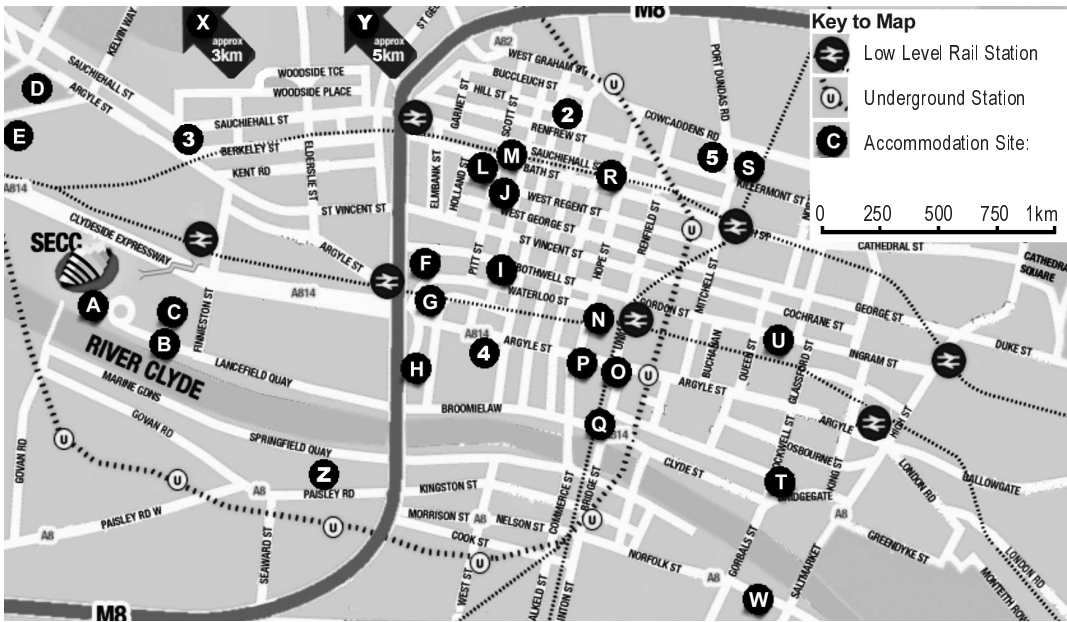 M8
Key to Map
Low Level Rail Station
U
Underground Station
C
Accommodation Site:
0 250 500 750 1km
X
approx
3km
Y
approx
5km
KELVIN WAY
A82
WEST GRAHAM ST
PORT DUNDAS RD
U
D
SAUCHIEHALL ST
ARGYLE ST
WOODSIDE TCE
WOODSIDE PLACE
BUCCLEUCH ST
HILL ST
GARNET ST
SCOTT ST
2
RENFREW ST
COWCADDENS RD
E
3
SAUCHIEHALL ST
BERKELEY ST
KENT RD
ELDERSLIE ST
ELMBANK ST
HOLLAND ST
L
M
SAUCHIEHALL ST
BATH ST
R
5
S
KILLERMONT ST
A814
J
WEST REGENT ST
WEST GEORGE ST
ST VINCENT ST
ST VINCENT ST
RENFIELD ST
U
CLYDESIDE EXPRESSWAY
SECC
ARGYLE ST
PITT ST
HOPE ST
CATHEDRAL ST
CATHEDRAL
SQUARE
F
I
BOTHWELL ST
WATERLOO ST
MITCHELL ST
A814
G
A
C
B
FINNIESTON ST
N
GORDON ST
COCHRANE ST
GEORGE ST
RIVER CLYDE
A814
4
ARGYLE ST
P
O
U
BUCHANAN
QUEEN ST
U
GLASSFORD ST
INGRAM ST
DUKE ST
H
LANCEFIELD QUAY
MARINE GDNS
GOVAN RD
ARGYLE ST
BROOMIELAW
Q
ARGYLE
HIGH ST
GOVAN RD
U
SPRINGFIELD QUAY
Z
PAISLEY RD
KINGSTON ST
CLYDE ST
T
BRIDGEGATE
KING ST
LONDON RD
GALLOWGATE
U
A8
PAISLEY RD W
A8
U
MORRISON ST
A8
NELSON ST
COOK ST
COMMERCE ST
BRIDGE ST
U
A8
GREENDYKE ST
LONDON RD
MONTEITH ROW
SEAWARD ST
U
WEST ST
NORFOLK ST
A8
GORBALS ST
SALTMARKET
W
M8